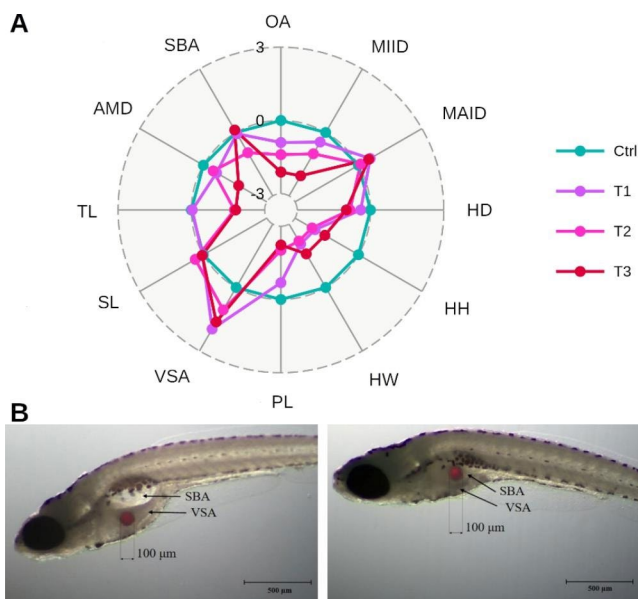 A
OA
MIID
MAID
HD
HH
HW
PL
VSA
SL
TL
AMD
SBA
3
0
-3
Ctrl
T1
T2
T3
B
SBA
VSA
100 μm
500 μm
SBA
VSA
100 μm
500 μm